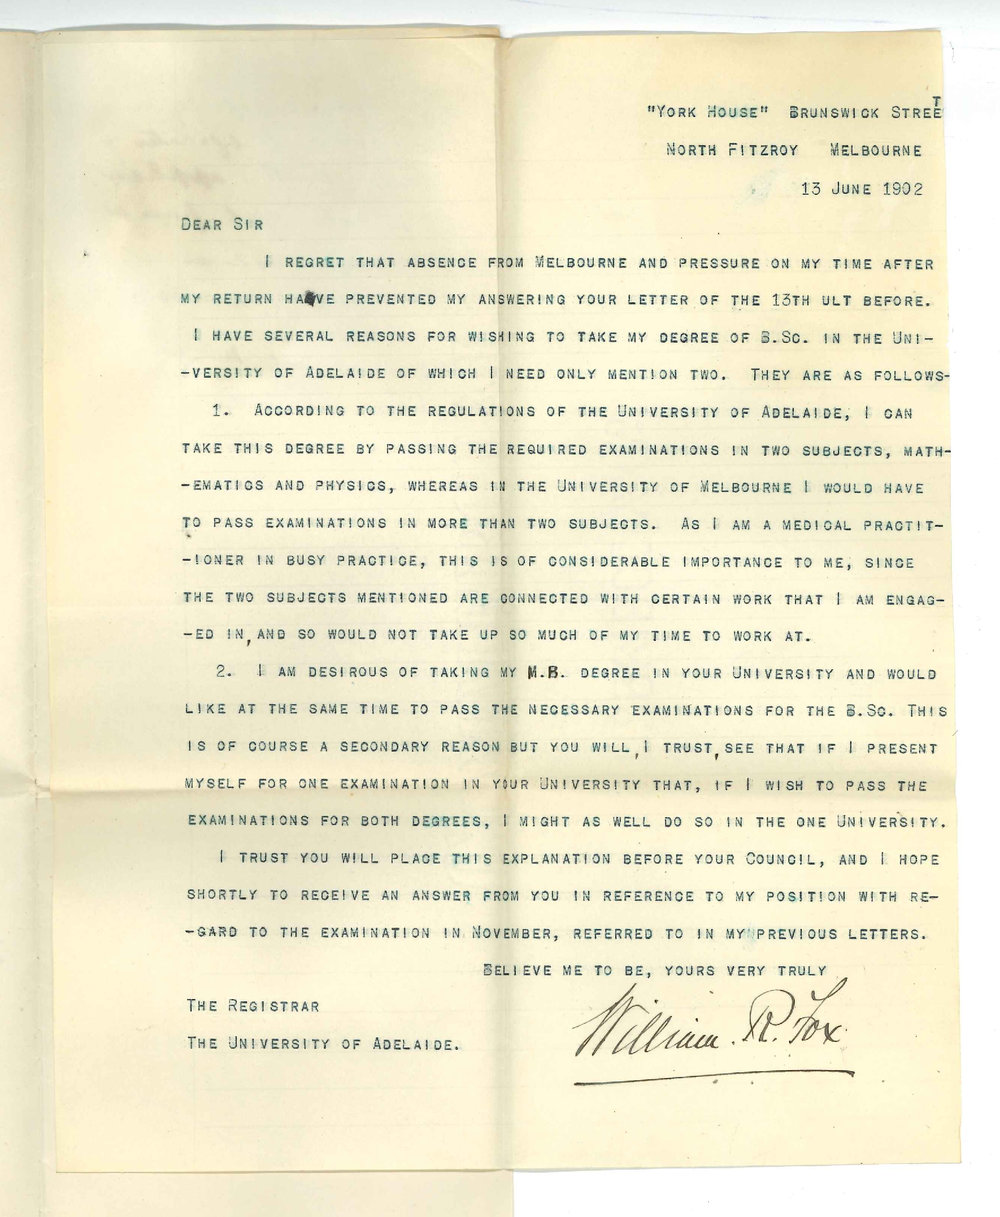 "York House" Brunswick Street
North Fitzroy Melbourne
13 June 1902
Dear Sir
I regret that absence from Melbourne and pressure on my time after
my return have prevented my answering your letter of the 13th ult before.
I have several reasons for wishing to take my degree of B.Sc. in the Uni-
-versity of Adelaide of which I need only mention two. They are as follows-
1. According to the regulations of the University of Adelaide, I can
take this degree by passing the required examinations in two subjects, math-
-ematics and physics, whereas in the University of Melbourne I would have
to pass examinations in more than two subjects. As I am a medical practit-
-ioner in busy practice, this is of considerable importance to me, since
the two subjects mentioned are connected with certain work that I am engag-
-ed in, and so would not take up so much of my time to work at.
2. I am desirous of taking my M.B. degree in your University and would
like at the same time to pass the necessary examinations for the B.Sc. This
is of course a secondary reason but you will, I trust, see that if I present
myself for one examination in your University that, if I wish to pass the
examinations for both degrees, I might as well do so in the one University.
I trust you will place this explanation before your Council, and I hope
shortly to receive an answer from you in reference to my position with re-
-gard to the examination in November, referred to in my previous letters.
Believe me to be, yours very truly
The Registrar
The University of Adelaide.
William. R. Fox